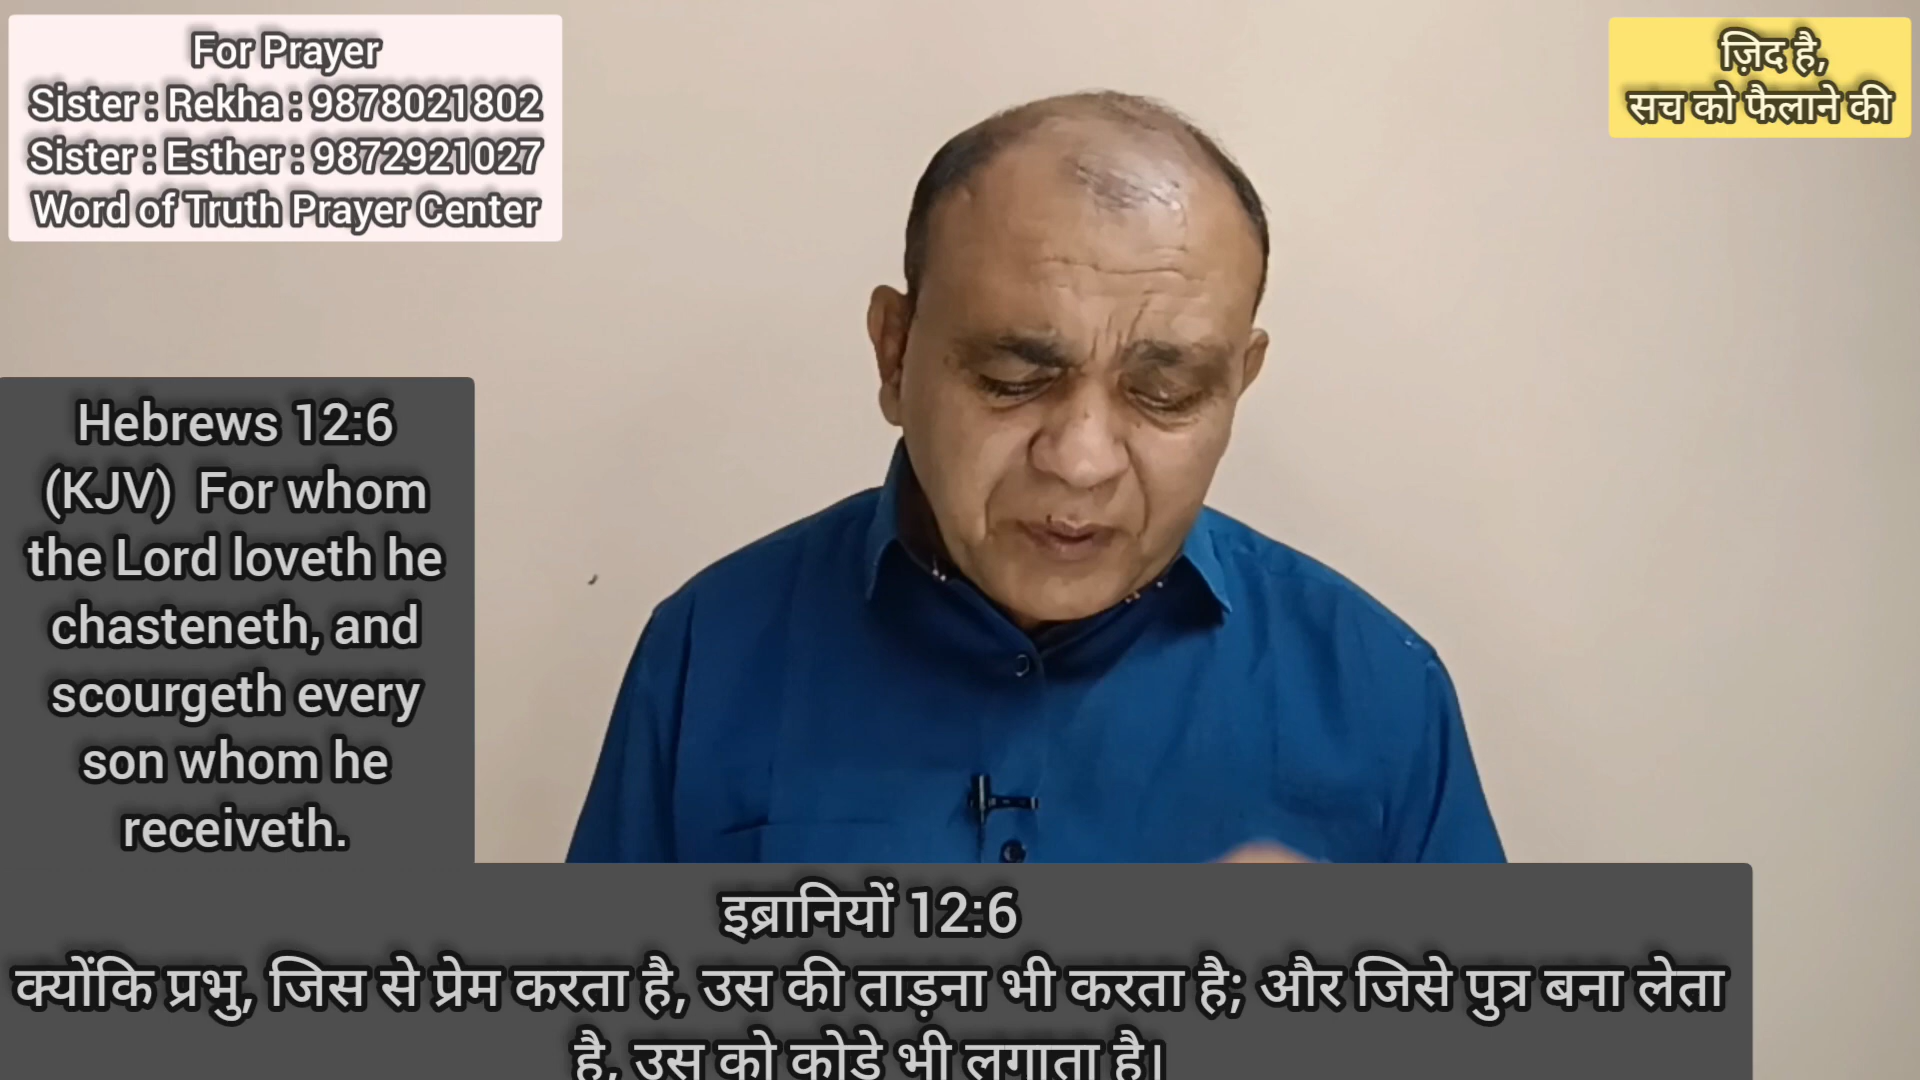 For Prayer
Sister : Rekha : 9878021802
Sister : Esther : 9872921027
Word of Truth Prayer Center
ज़िद है,
सच को फैलाने की
Hebrews 12:6
(KJV) For whom
the Lord loveth he
chasteneth, and
scourgeth every
son whom he
receiveth.
इब्रानियों 12:6
क्योंकि प्रभु, जिस से प्रेम करता है, उस की ताड़ना भी करता है; और जिसे पुत्र बना लेता
है, उस को कोड़े भी लगाता है।